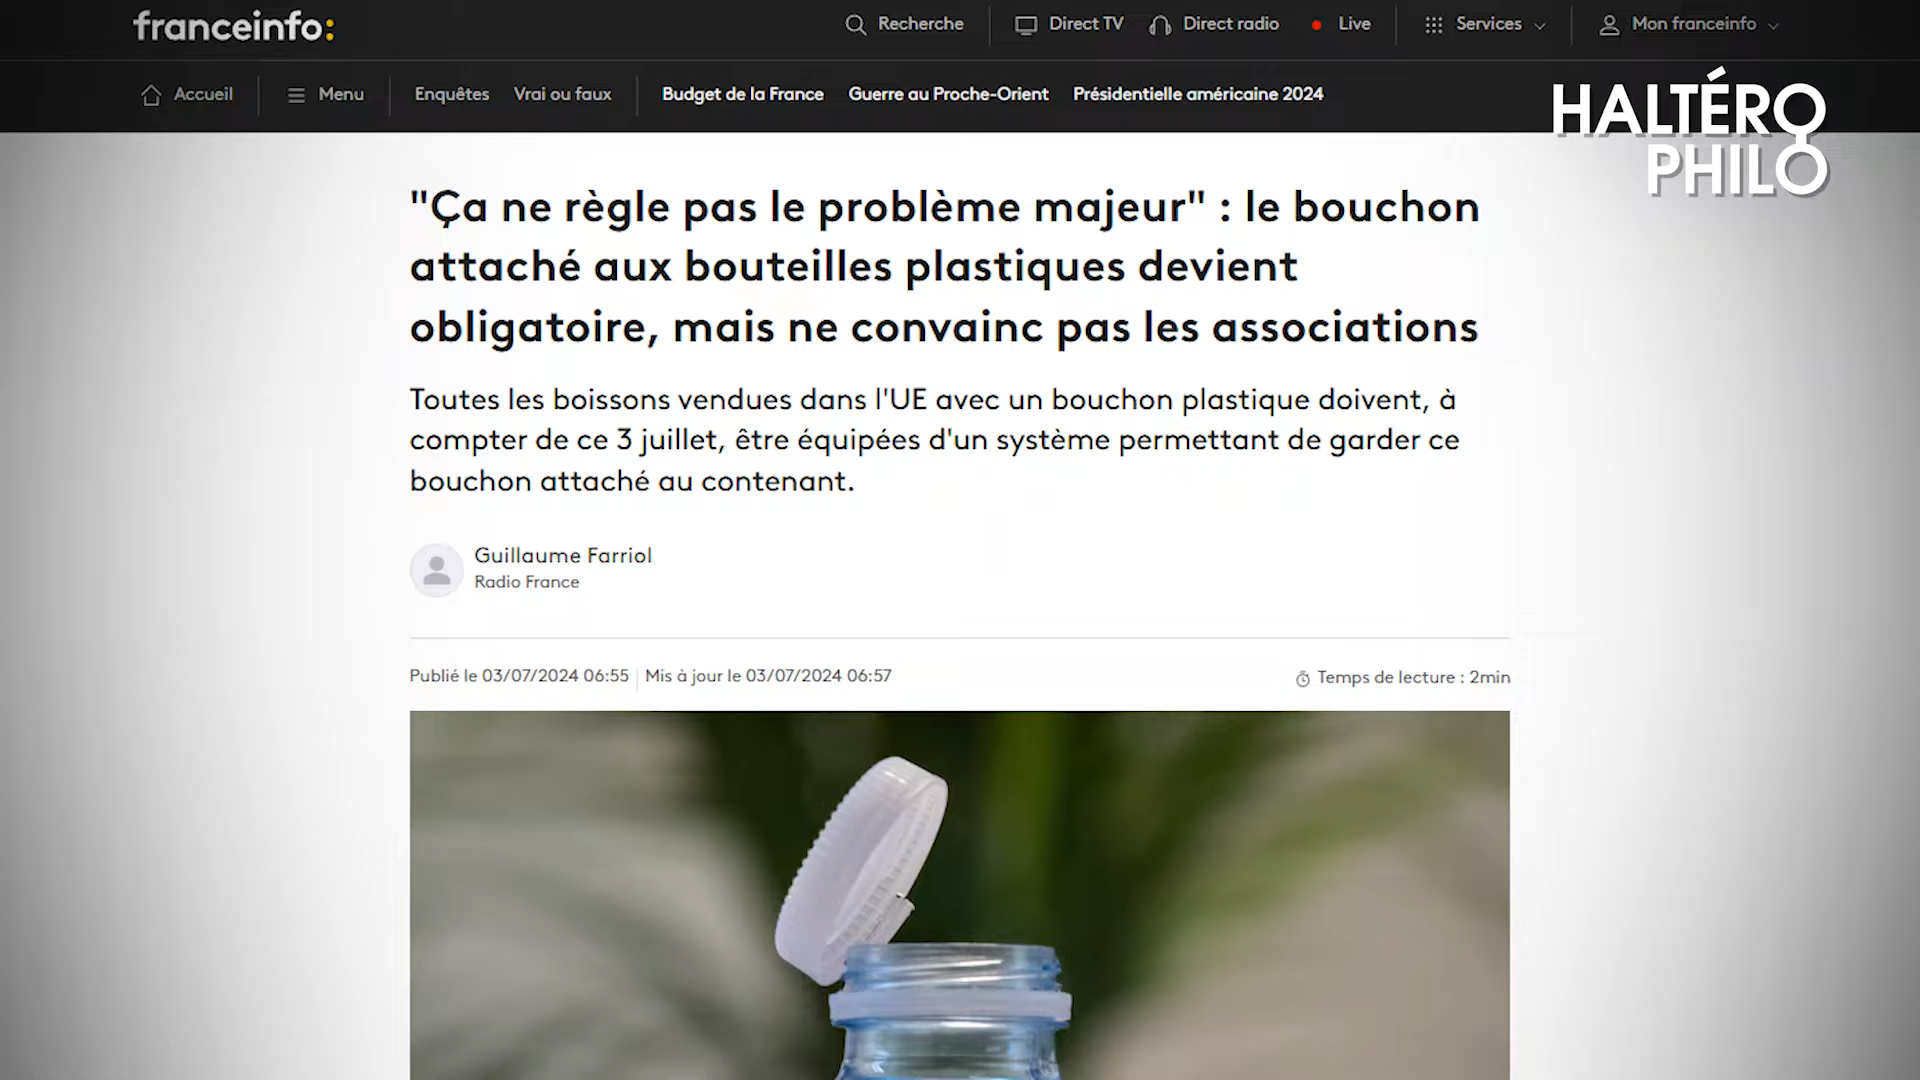 franceinfo:
Recherche
Direct TV
Direct radio
Live
Services
Mon franceinfo
Accueil
Menu
Enquêtes
Vrai ou faux
Budget de la France
Guerre au Proche-Orient
Présidentielle américaine 2024
HALTÉRO
PHILO
"Ça ne règle pas le problème majeur" : le bouchon
attaché aux bouteilles plastiques devient
obligatoire, mais ne convainc pas les associations
Toutes les boissons vendues dans l'UE avec un bouchon plastique doivent, à
compter de ce 3 juillet, être équipées d'un système permettant de garder ce
bouchon attaché au contenant.
Guillaume Farriol
Radio France
Publié le 03/07/2024 06:55
Mis à jour le 03/07/2024 06:57
Temps de lecture : 2min